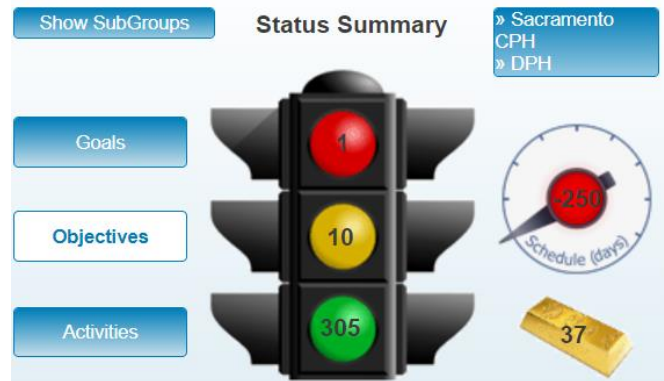 Show SubGroups
Status Summary
» Sacramento
CPH
» DPH
Goals
1
Objectives
10
-250
Schedule (days)
Activities
305
37